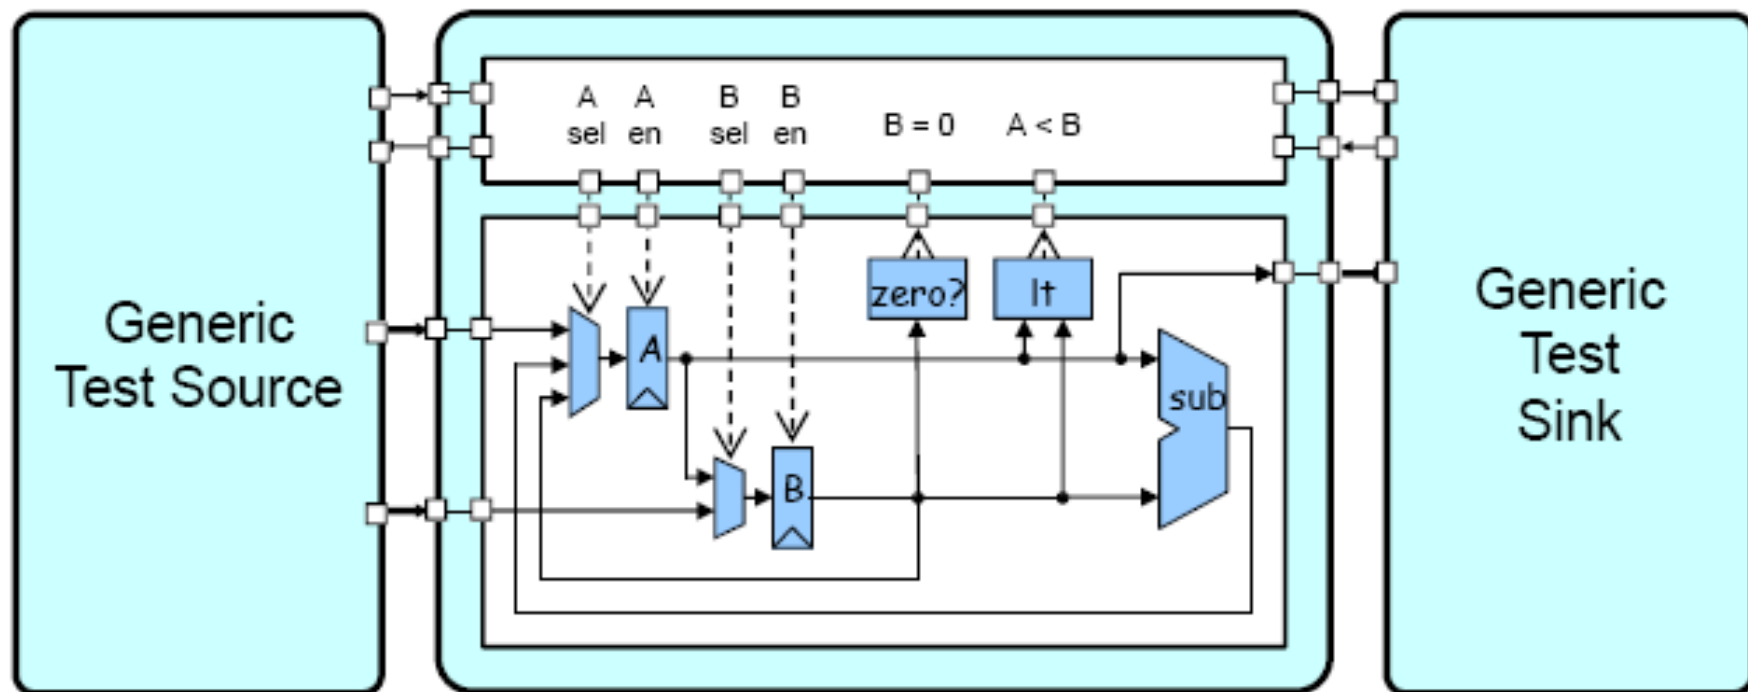 Generic
Test Source
A
sel
A
en
B
sel
B
en
B = 0
A < B
zero?
lt
A
B
sub
Generic
Test
Sink